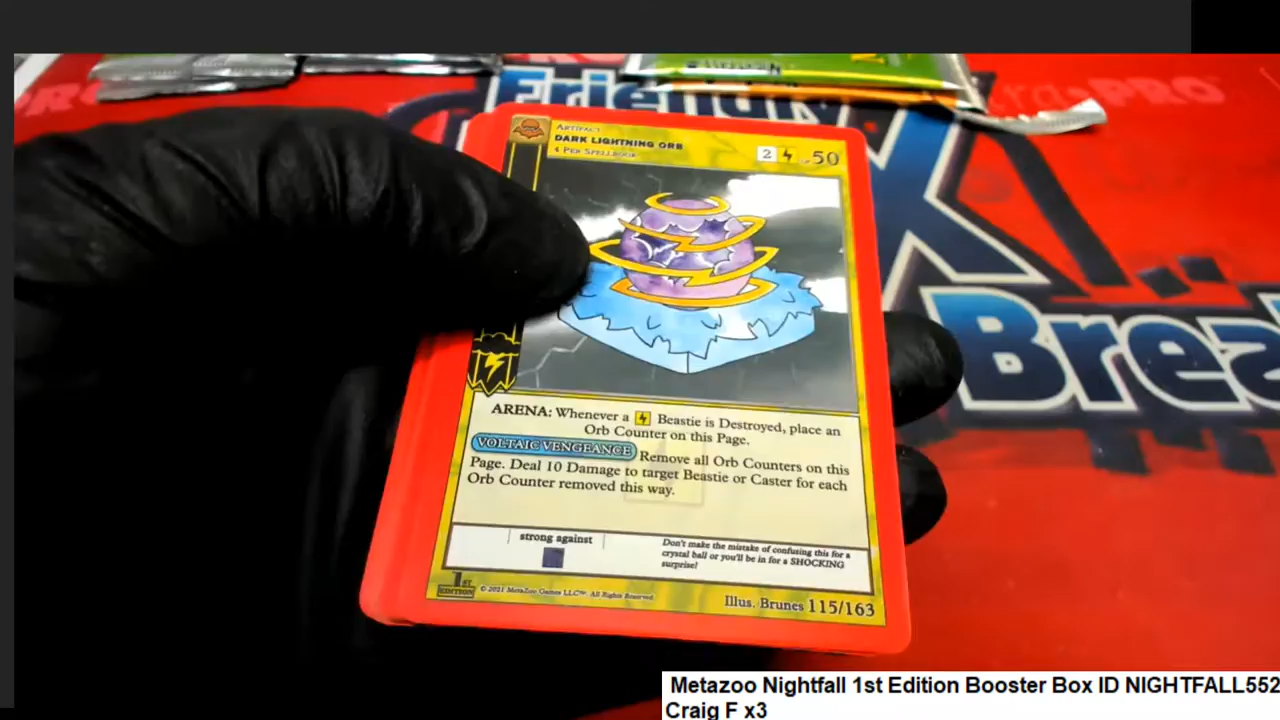 Friendly
PRO
ARTIFACT
DARK LIGHTNING ORB
4 PER SPELLBOOK
2
LP 50
X
Brea
ARENA: Whenever a Beastie is Destroyed, place an
Orb Counter on this Page.
VOLTAIC VENGEANCE Remove all Orb Counters on this
Page. Deal 10 Damage to target Beastie or Caster for each
Orb Counter removed this way.
strong against
Don't make the mistake of confusing this for a
crystal ball or you'll be in for a SHOCKING
surprise!
1ST
EDITION
© 2021 MetaZoo Games LLC™. All Rights Reserved
Illus. Brunes 115/163
Metazoo Nightfall 1st Edition Booster Box ID NIGHTFALL552
Craig F x3